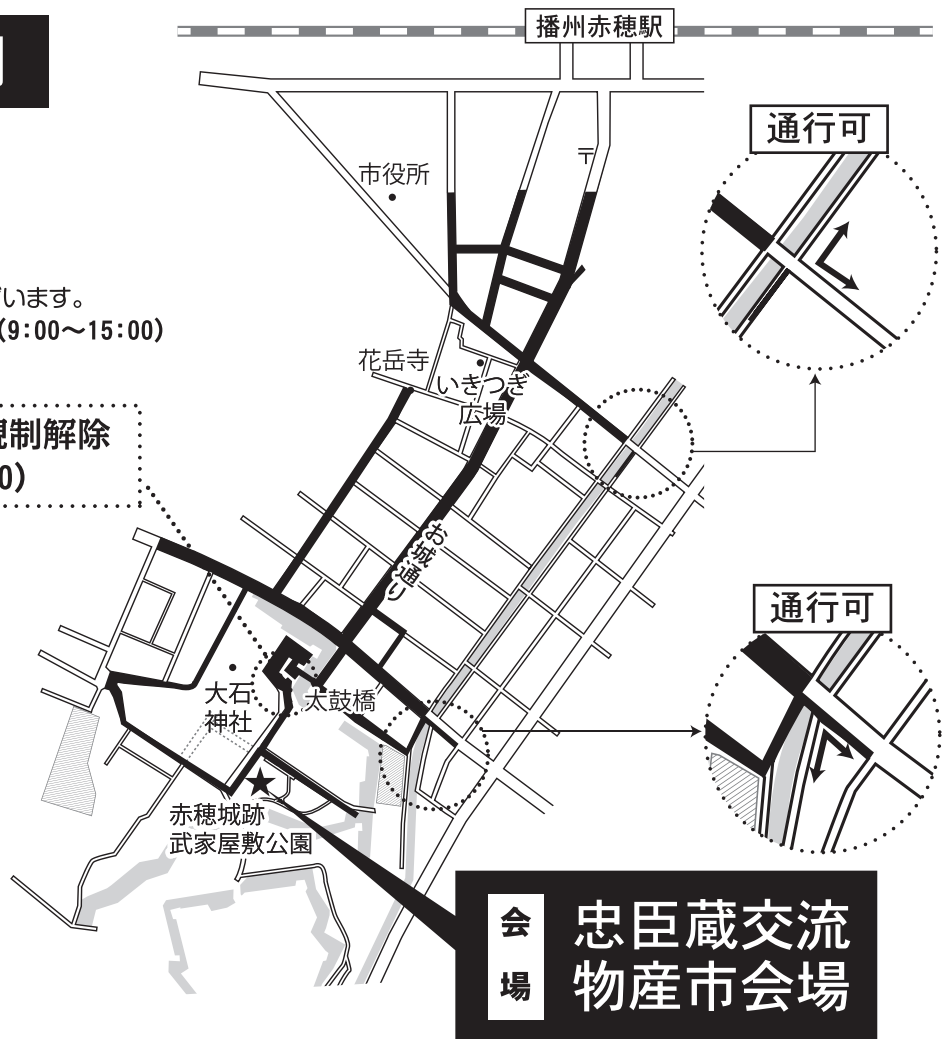 播州赤穂駅
通行可
〒
市役所
ざいます。
(9:00～15:00)
花岳寺
いきつぎ
広場
規制解除
0)
お城通り
通行可
大石
神社
太鼓橋
赤穂城跡
武家屋敷公園
会場
忠臣蔵交流
物産市会場